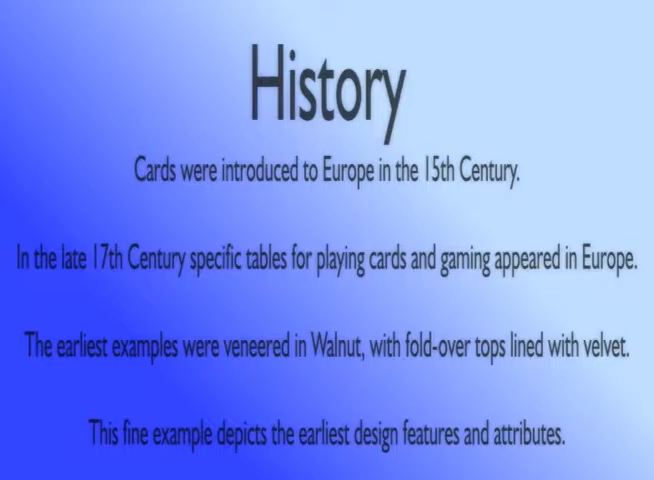 History
Cards were introduced to Europe in the 15th Century.
In the late 17th Century specific tables for playing cards and gaming appeared in Europe.
The earliest examples were veneered in Walnut, with fold-over tops lined with velvet.
This fine example depicts the earliest design features and attributes.